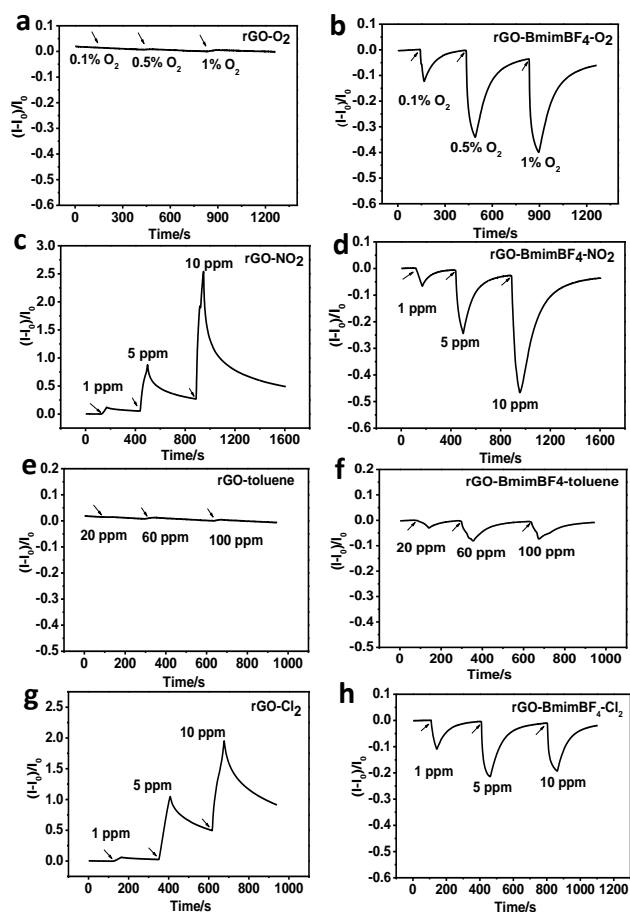 a
rGO-O2
0.1% O2
0.5% O2
1% O2
0.3
0.2
0.1
0.0
-0.1
-0.2
-0.3
-0.4
-0.5
-0.6
(I-I0)/I0
0 300 600 900 1200
Time/s
b
rGO-BmimBF4-O2
0.1% O2
0.5% O2
1% O2
0.1
0.0
-0.1
-0.2
-0.3
-0.4
-0.5
-0.6
(I-I0)/I0
0 300 600 900 1200
Time/s
c
rGO-NO2
10 ppm
5 ppm
1 ppm
3.0
2.5
2.0
1.5
1.0
0.5
0.0
(I-I0)/I0
0 400 800 1200 1600
Time/s
d
rGO-BmimBF4-NO2
1 ppm
5 ppm
10 ppm
0.1
0.0
-0.1
-0.2
-0.3
-0.4
-0.5
-0.6
(I-I0)/I0
0 400 800 1200 1600
Time/s
e
rGO-toluene
20 ppm
60 ppm
100 ppm
0.2
0.1
0.0
-0.1
-0.2
-0.3
-0.4
-0.5
(I-I0)/I0
0 200 400 600 800 1000
Time/s
f
rGO-BmimBF4-toluene
20 ppm
60 ppm
100 ppm
0.2
0.1
0.0
-0.1
-0.2
-0.3
-0.4
-0.5
(I-I0)/I0
0 200 400 600 800 1000
Time/s
g
rGO-Cl2
10 ppm
5 ppm
1 ppm
2.5
2.0
1.5
1.0
0.5
0.0
(I-I0)/I0
0 200 400 600 800 1000
Time/s
h
rGO-BmimBF4-Cl2
1 ppm
5 ppm
10 ppm
0.1
0.0
-0.1
-0.2
-0.3
-0.4
-0.5
-0.6
(I-I0)/I0
0 200 400 600 800 1000 1200
Time/s